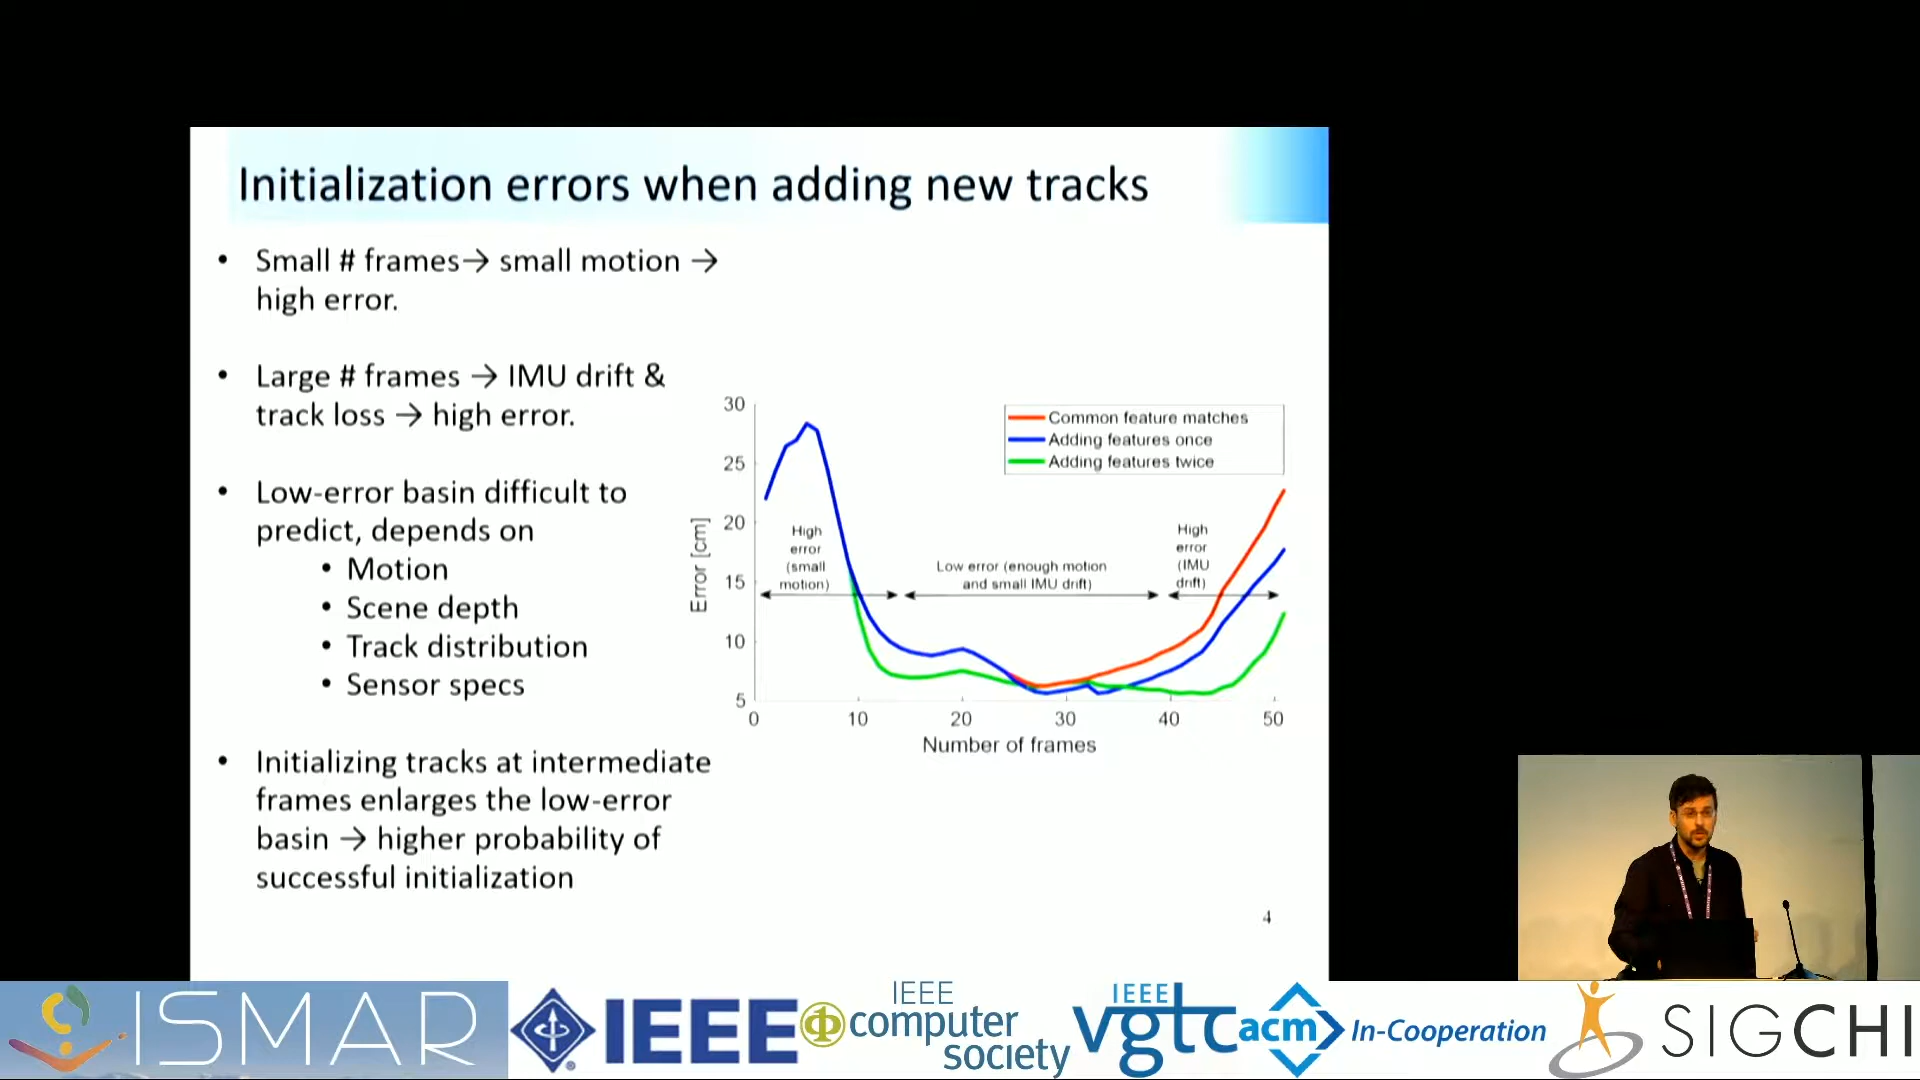 Initialization errors when adding new tracks
• Small # frames→ small motion →
high error.
• Large # frames → IMU drift &
track loss → high error.
• Low-error basin difficult to
predict, depends on
• Motion
• Scene depth
• Track distribution
• Sensor specs
• Initializing tracks at intermediate
frames enlarges the low-error
basin → higher probability of
successful initialization
30
25
20
15
10
5
Error [cm]
Common feature matches
Adding features once
Adding features twice
High
error
(small
motion)
Low error (enough motion
and small IMU drift)
High
error
(IMU
drift)
0 10 20 30 40 50
Number of frames
4
ISMAR
IEEE
IEEE
computer
society
IEEE
vgtc
acm
In-Cooperation
SIGCHI